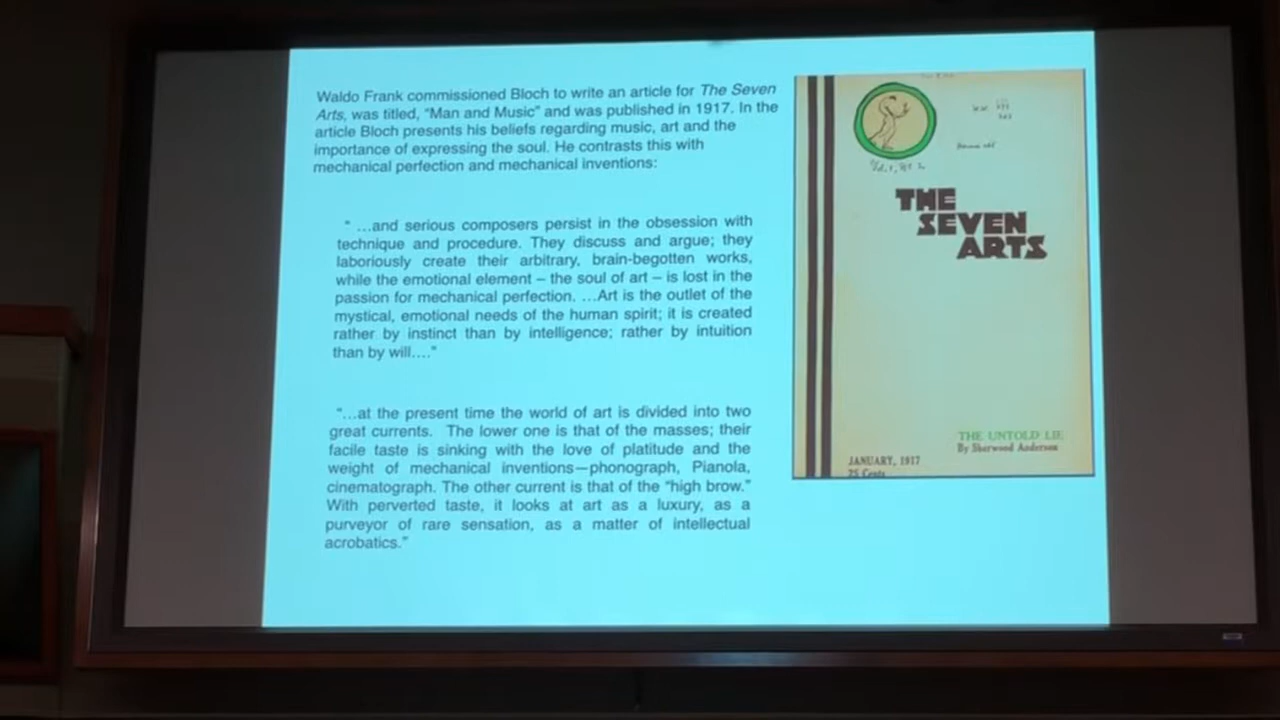 Waldo Frank commissioned Bloch to write an article for The Seven
Arts, was titled, “Man and Music” and was published in 1917. In the
article Bloch presents his beliefs regarding music, art and the
importance of expressing the soul. He contrasts this with
mechanical perfection and mechanical inventions:
“ …and serious composers persist in the obsession with
technique and procedure. They discuss and argue; they
laboriously create their arbitrary, brain-begotten works,
while the emotional element – the soul of art – is lost in the
passion for mechanical perfection. …Art is the outlet of the
mystical, emotional needs of the human spirit; it is created
rather by instinct than by intelligence; rather by intuition
than by will….”
“…at the present time the world of art is divided into two
great currents. The lower one is that of the masses; their
facile taste is sinking with the love of platitude and the
weight of mechanical inventions—phonograph, Pianola,
cinematograph. The other current is that of the “high brow.”
With perverted taste, it looks at art as a luxury, as a
purveyor of rare sensation, as a matter of intellectual
acrobatics.”
THE
SEVEN
ARTS
THE UNTOLD LIE
By Sherwood Anderson
JANUARY, 1917
25 Cents